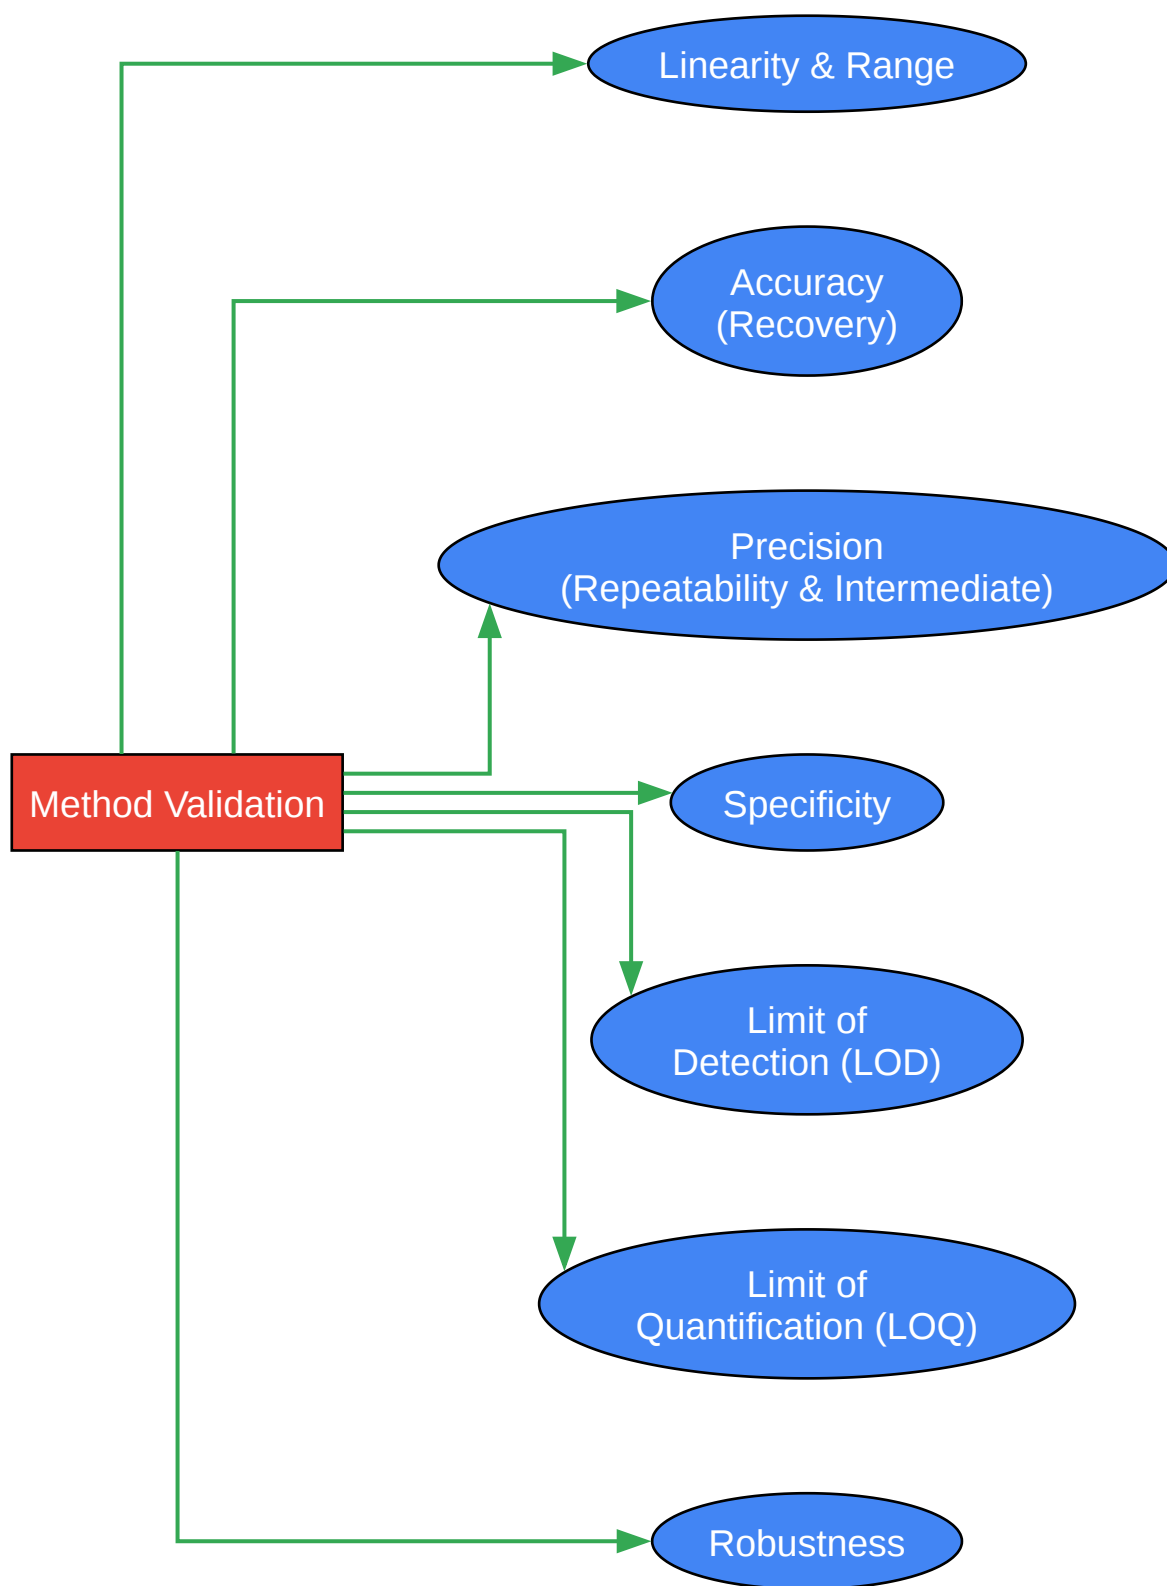 Linearity & Range
Accuracy
(Recovery)
Precision
(Repeatability & Intermediate)
Method Validation
Specificity
Limit of
Detection (LOD)
Limit of
Quantification (LOQ)
Robustness